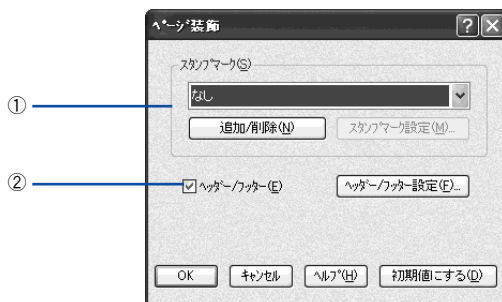 ページ装飾
スタンプマーク(S)
①
なし
追加/削除(N) スタンプマーク設定(M)...
② ヘッダー/フッター(E) ヘッダー/フッター設定(F)...
OK キャンセル ヘルプ(H) 初期値にする(D)